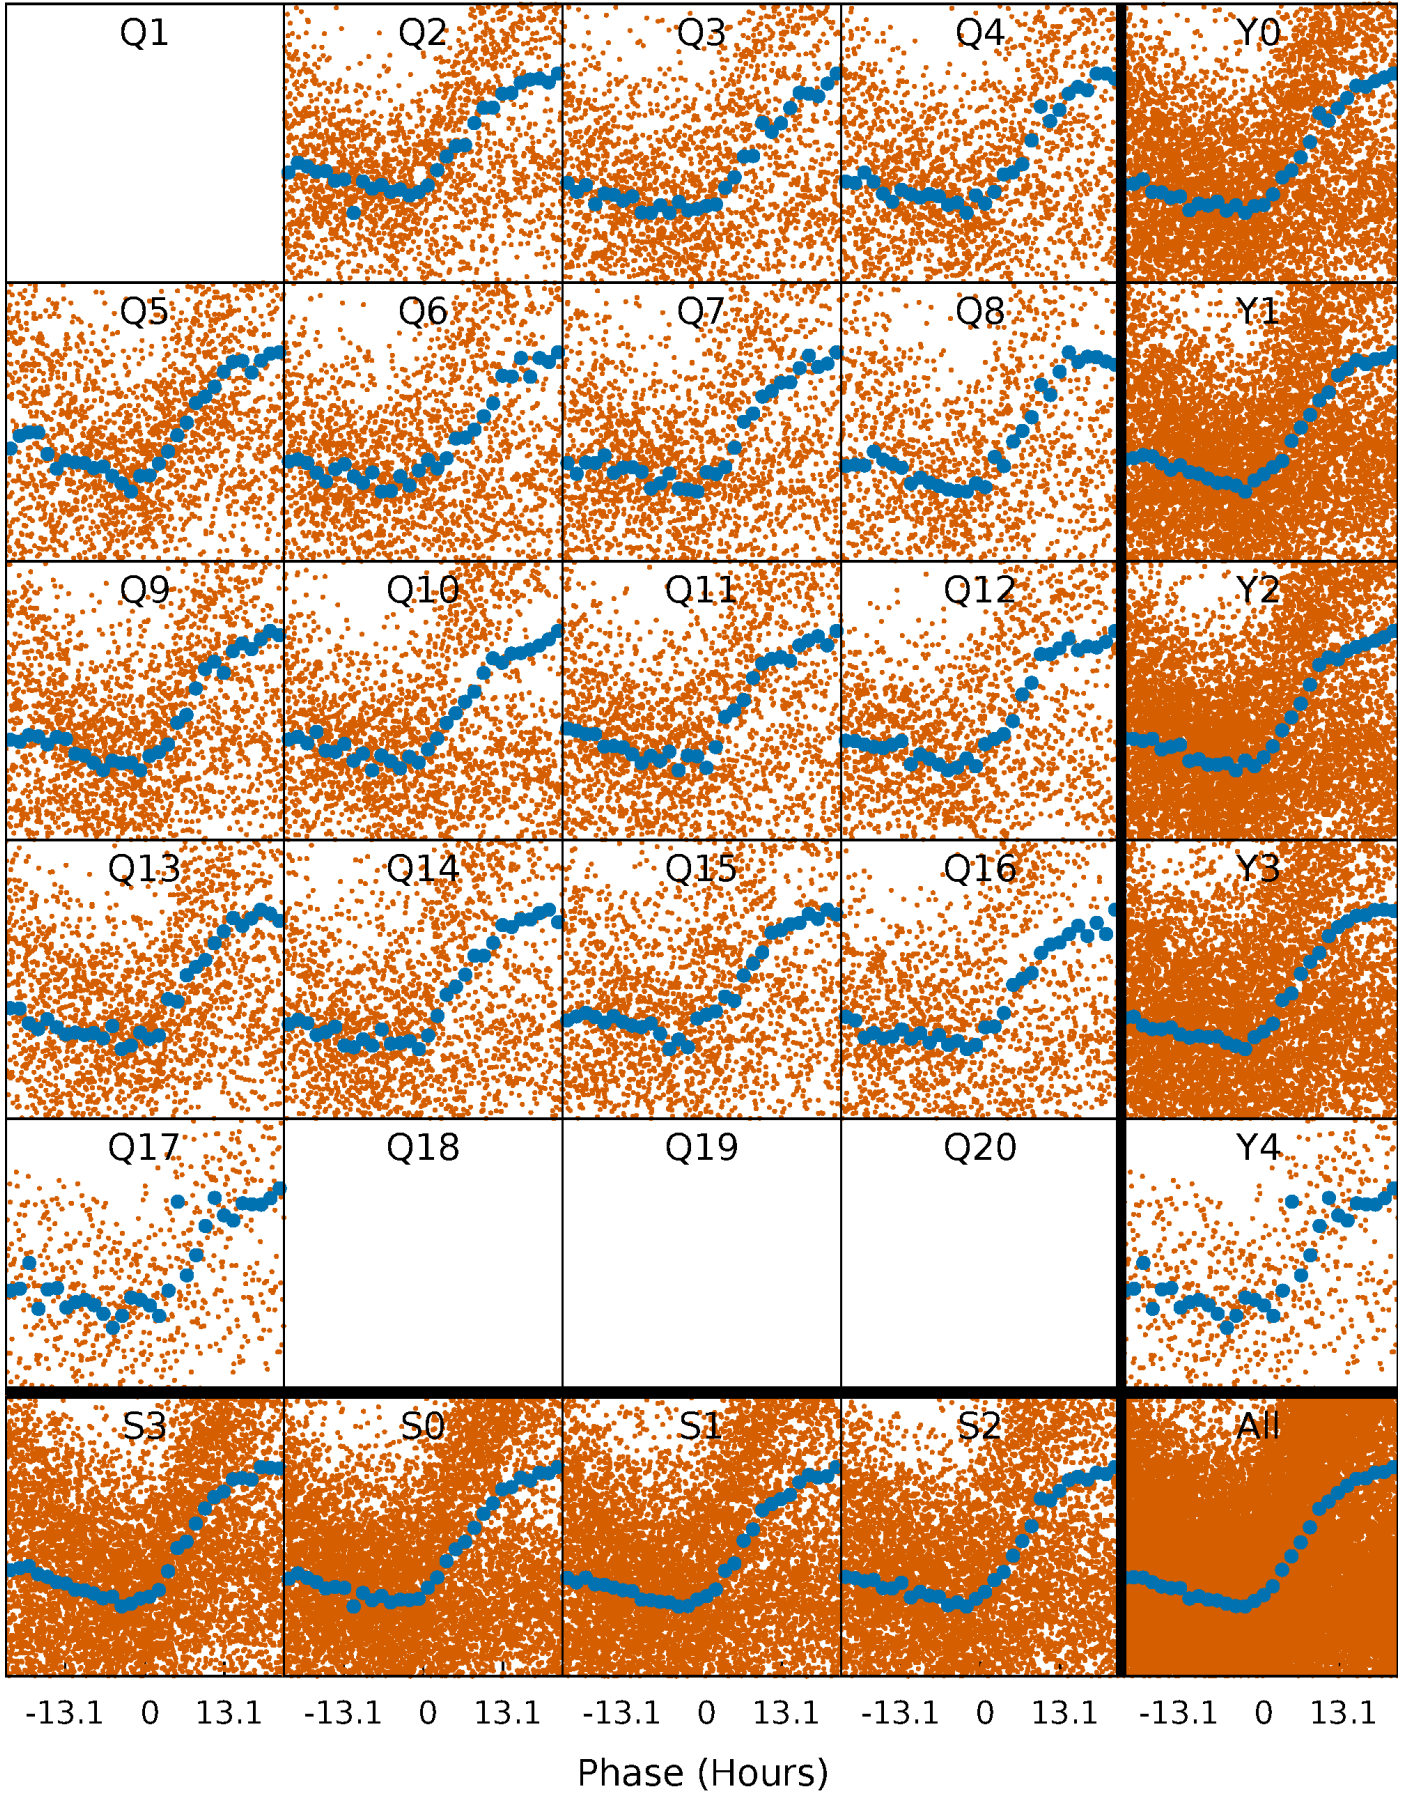 Q1 Q2 Q3 Q4 Y0
Q5 Q6 Q7 Q8 Y1
Q9 Q10 Q11 Q12 Y2
Q13 Q14 Q15 Q16 Y3
Q17 Q18 Q19 Q20 Y4
S3 S0 S1 S2 All
-13.1 0 13.1 -13.1 0 13.1 -13.1 0 13.1 -13.1 0 13.1 -13.1 0 13.1
Phase (Hours)